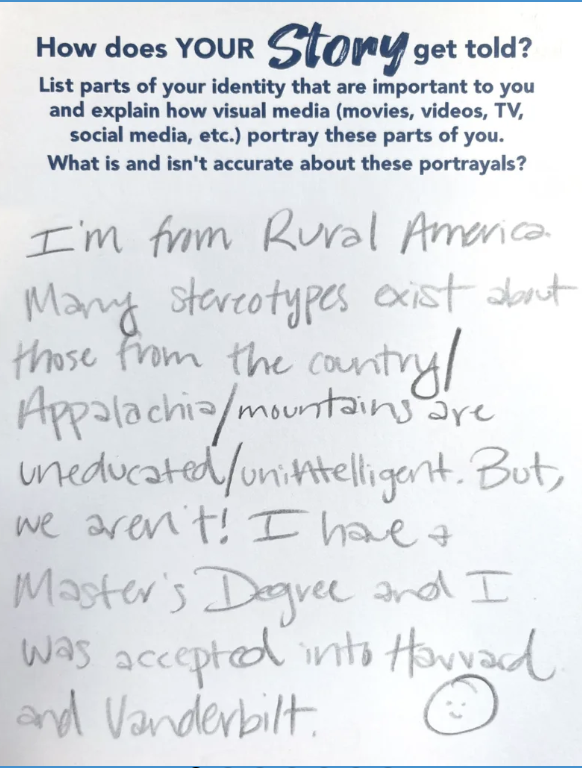 How does YOUR Story get told?
List parts of your identity that are important to you
and explain how visual media (movies, videos, TV,
social media, etc.) portray these parts of you.
What is and isn't accurate about these portrayals?
I'm from Rural America.
Many stereotypes exist about
those from the country/
Appalachia/mountains are
uneducated/unintelligent. But,
we aren't! I have a
Master's Degree and I
was accepted into Harvard
and Vanderbilt.